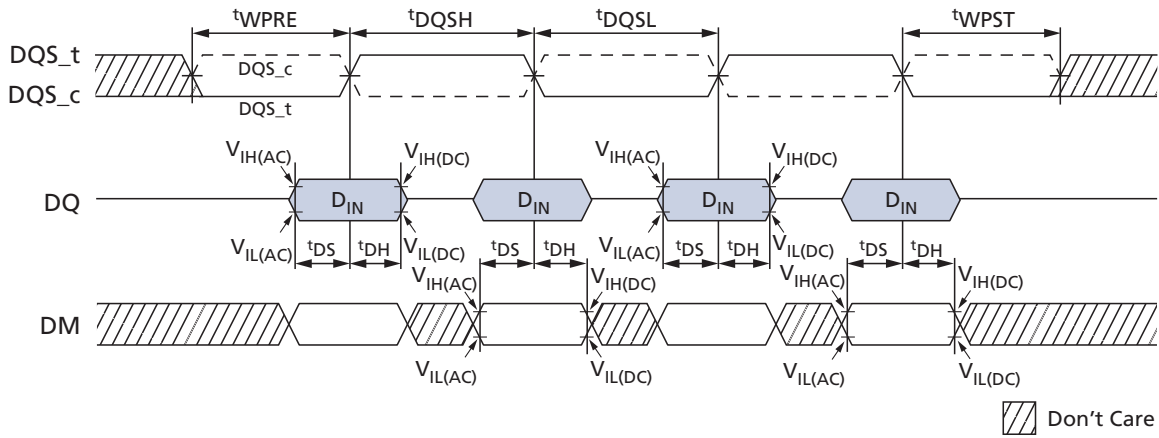 tWPRE tDQSH tDQSL tWPST
DQS_t
DQS_c
DQS_c
DQS_t
VIH(AC) VIH(DC) VIH(AC) VIH(DC)
DQ DIN DIN DIN DIN
VIL(AC) VIL(DC) VIL(AC) VIL(DC)
tDS tDH tDS tDH tDS tDH tDS tDH
VIH(AC) VIH(DC) VIH(AC) VIH(DC)
DM
VIL(AC) VIL(DC) VIL(AC) VIL(DC)
Don't Care